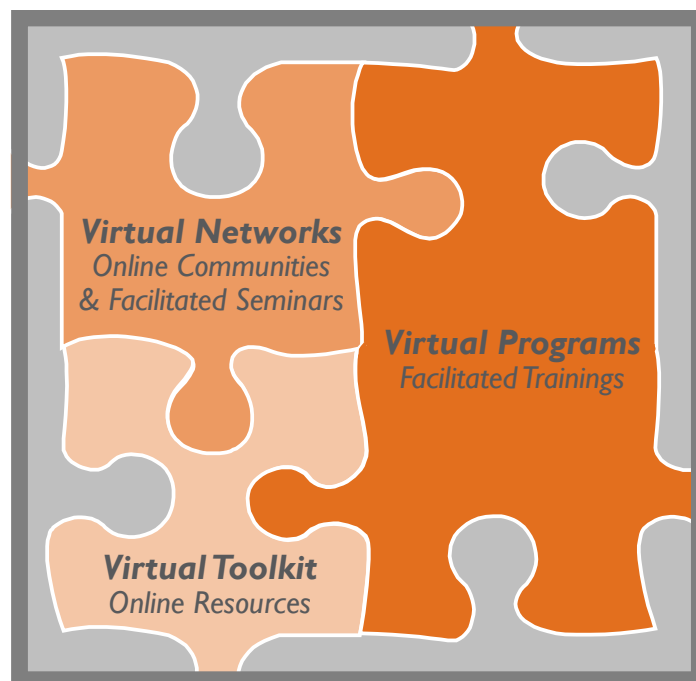 Virtual Networks
Online Communities
& Facilitated Seminars
Virtual Programs
Facilitated Trainings
Virtual Toolkit
Online Resources